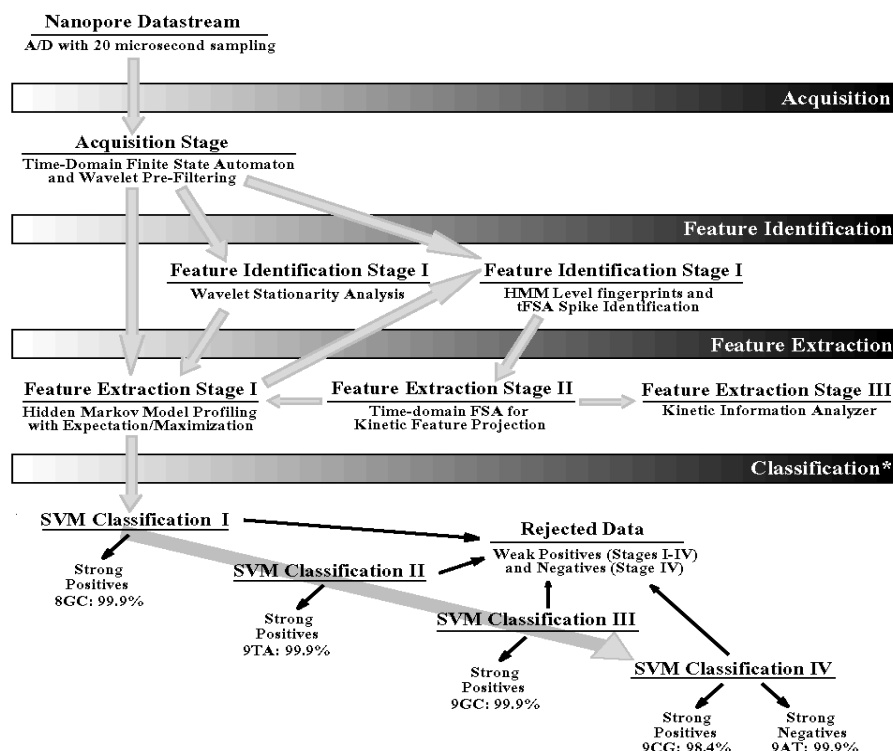 Nanopore Datastream
A/D with 20 microsecond sampling
Acquisition
Acquisition Stage
Time-Domain Finite State Automaton
and Wavelet Pre-Filtering
Feature Identification
Feature Identification Stage I
Wavelet Stationarity Analysis
Feature Identification Stage I
HMM Level fingerprints and
tFSA Spike Identification
Feature Extraction
Feature Extraction Stage I
Hidden Markov Model Profiling
with Expectation/Maximization
Feature Extraction Stage II
Time-domain FSA for
Kinetic Feature Projection
Feature Extraction Stage III
Kinetic Information Analyzer
Classification*
SVM Classification I
Strong
Positives
8GC: 99.9%
Rejected Data
Weak Positives (Stages I-IV)
and Negatives (Stage IV)
SVM Classification II
Strong
Positives
9TA: 99.9%
SVM Classification III
Strong
Positives
9GC: 99.9%
SVM Classification IV
Strong
Positives
9CG: 98.4%
Strong
Negatives
9AT: 99.9%